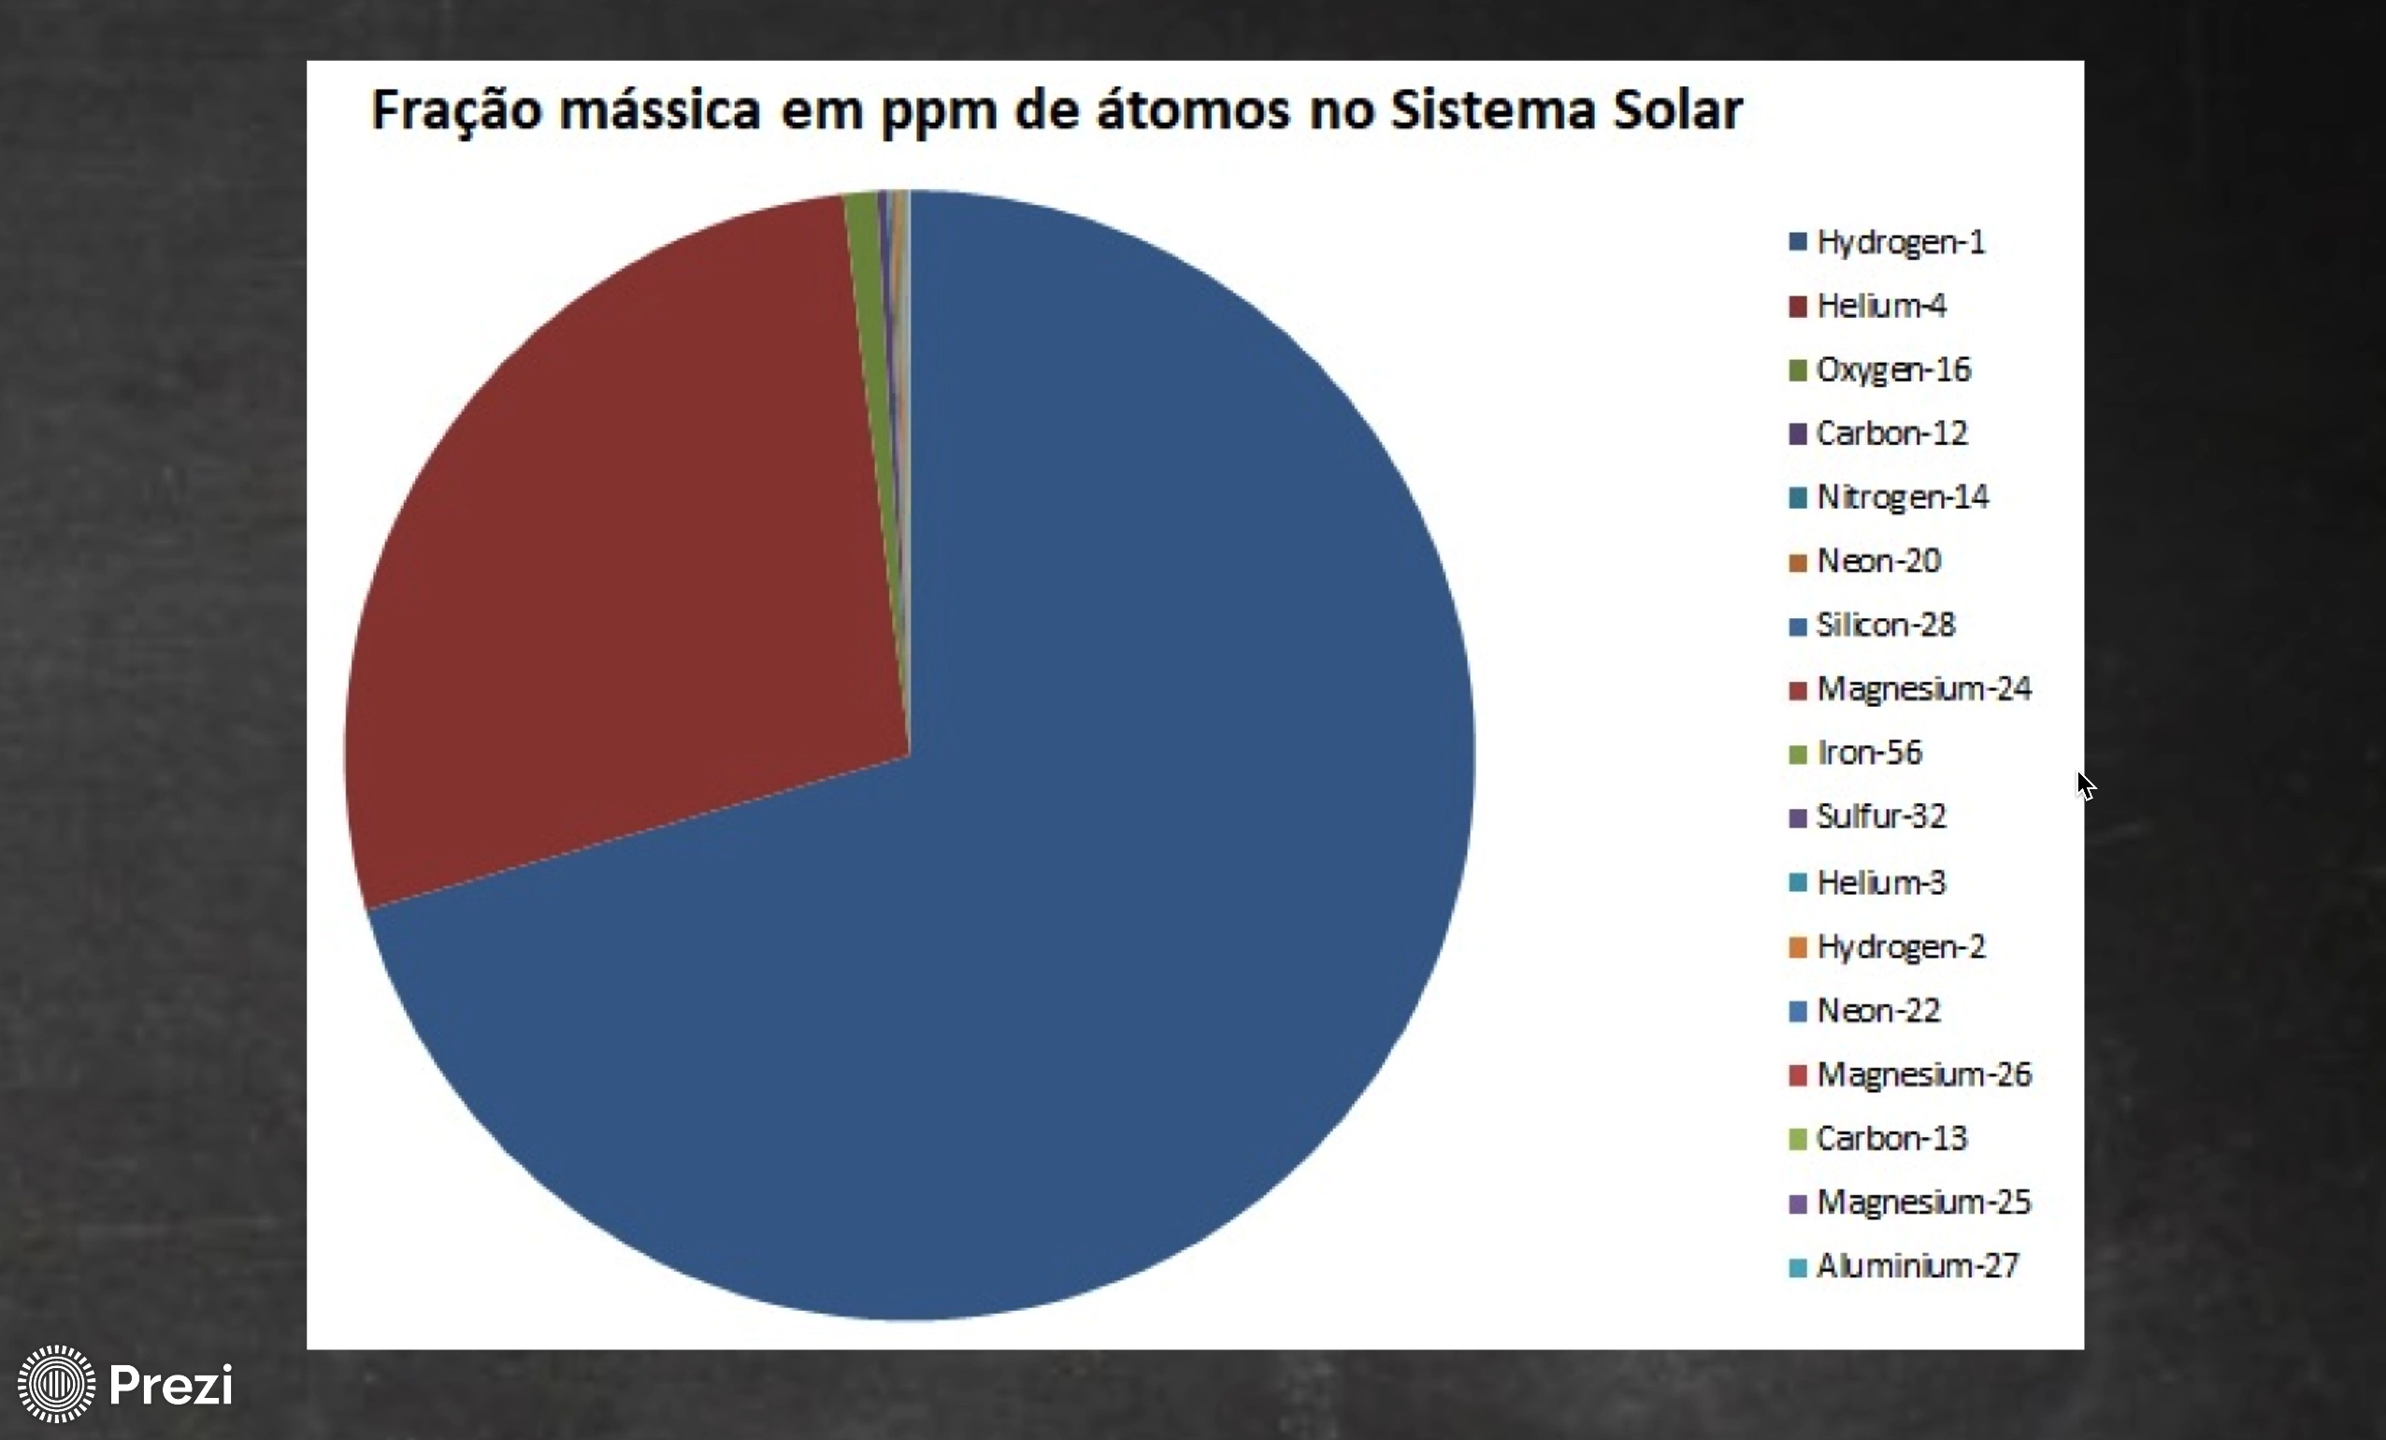 Fração mássica em ppm de átomos no Sistema Solar
Hydrogen-1
Helium-4
Oxygen-16
Carbon-12
Nitrogen-14
Neon-20
Silicon-28
Magnesium-24
Iron-56
Sulfur-32
Helium-3
Hydrogen-2
Neon-22
Magnesium-26
Carbon-13
Magnesium-25
Aluminium-27
Prezi